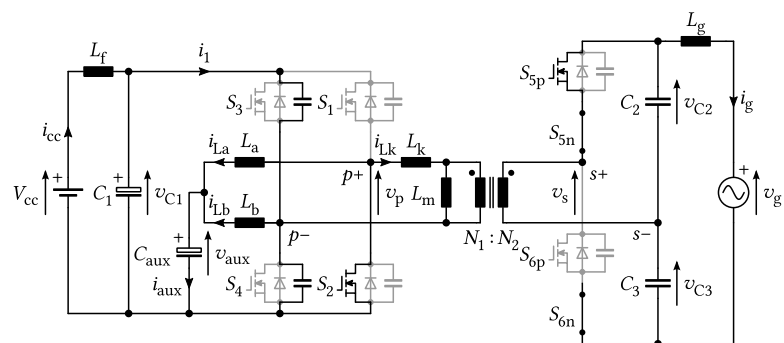 L_f i_1 L_g
S_5p
S_3 S_1
C_2 v_C2 i_g
i_cc
S_5n
i_La L_a i_Lk L_k
V_cc + C_1 + v_C1 p+ v_p L_m v_s s+ + v_g
i_Lb L_b
p− N_1 : N_2 s−
+ C_aux v_aux
S_6p
i_aux S_4 S_2 C_3 v_C3
S_6n